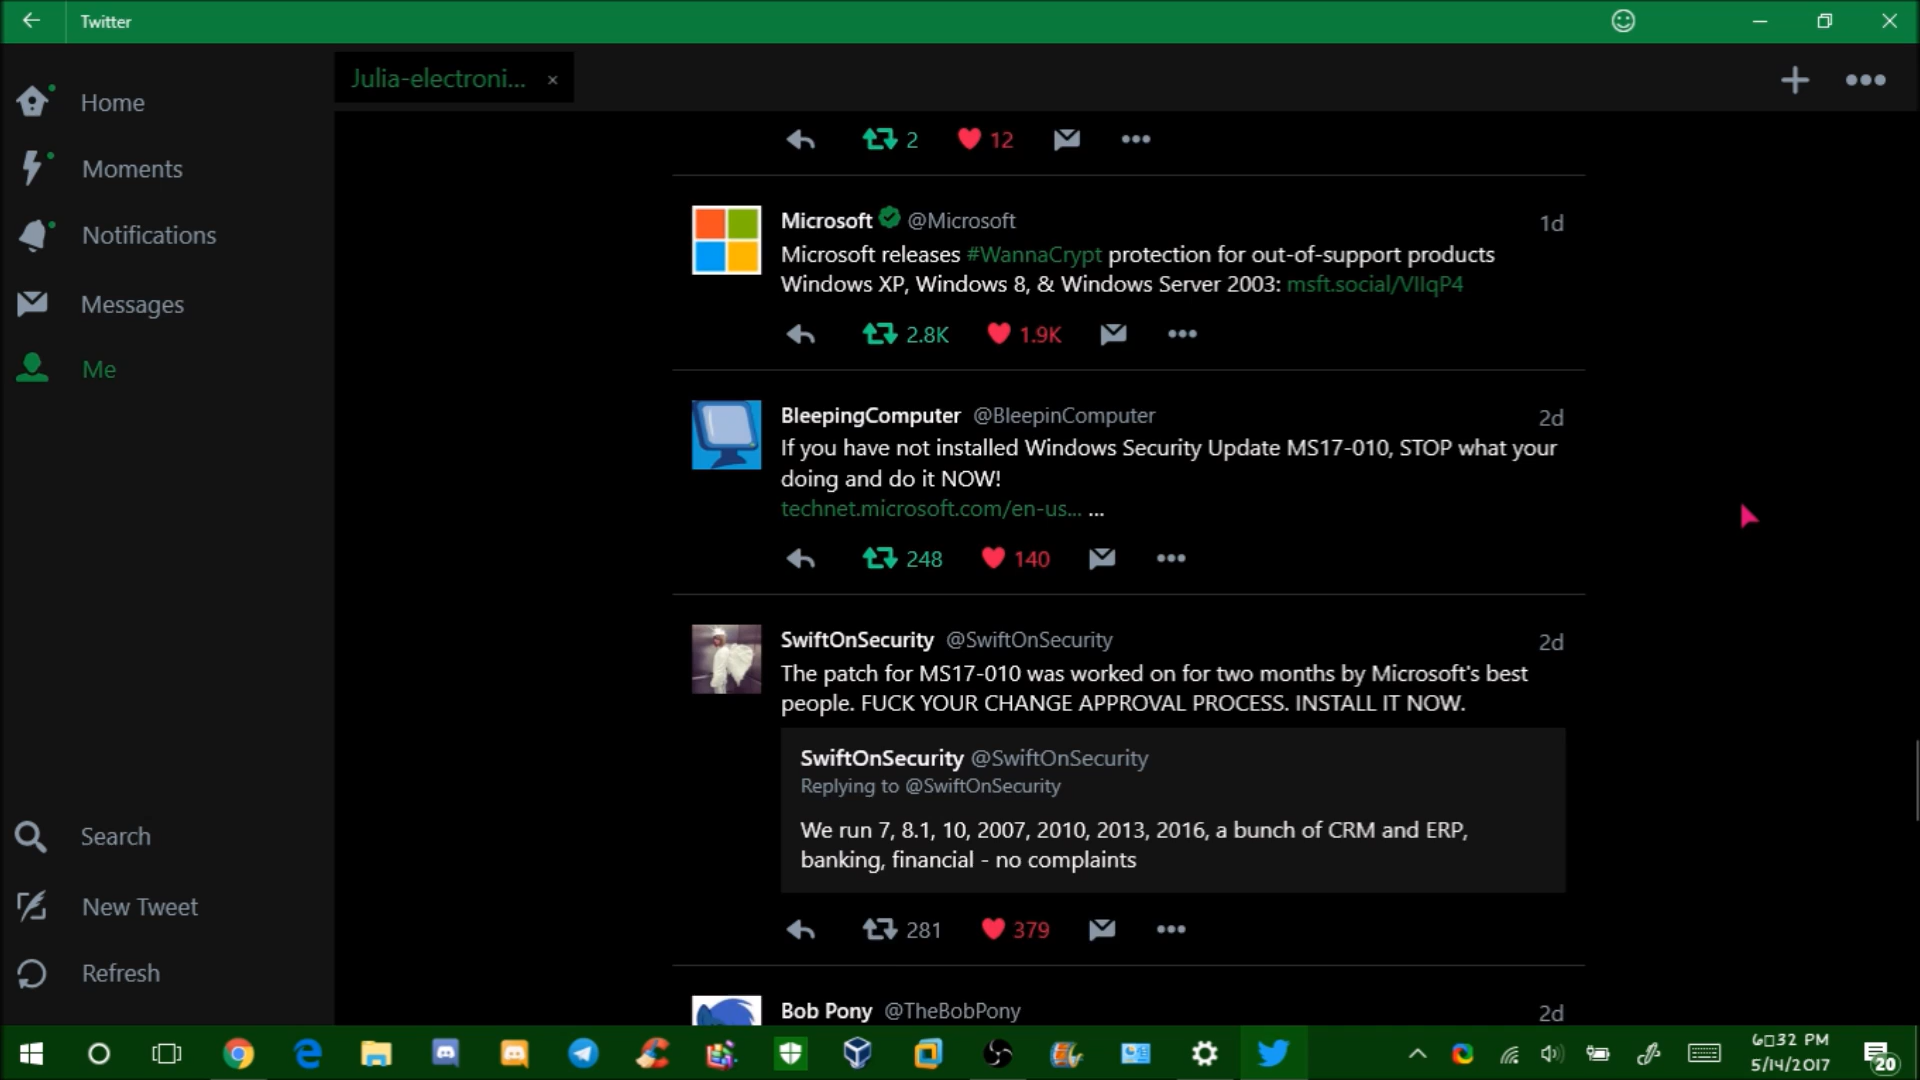 Twitter
Home
Moments
Notifications
Messages
Me
Search
New Tweet
Refresh
Julia-electroni...
2 12
Microsoft @Microsoft 1d
Microsoft releases #WannaCrypt protection for out-of-support products
Windows XP, Windows 8, & Windows Server 2003: msft.social/VIIqP4
2.8K 1.9K
BleepingComputer @BleepinComputer 2d
If you have not installed Windows Security Update MS17-010, STOP what your
doing and do it NOW!
technet.microsoft.com/en-us... ...
248 140
SwiftOnSecurity @SwiftOnSecurity 2d
The patch for MS17-010 was worked on for two months by Microsoft's best
people. FUCK YOUR CHANGE APPROVAL PROCESS. INSTALL IT NOW.
SwiftOnSecurity @SwiftOnSecurity
Replying to @SwiftOnSecurity
We run 7, 8.1, 10, 2007, 2010, 2013, 2016, a bunch of CRM and ERP,
banking, financial - no complaints
281 379
Bob Pony @TheBobPony 2d
6▯32 PM
5/14/2017
20